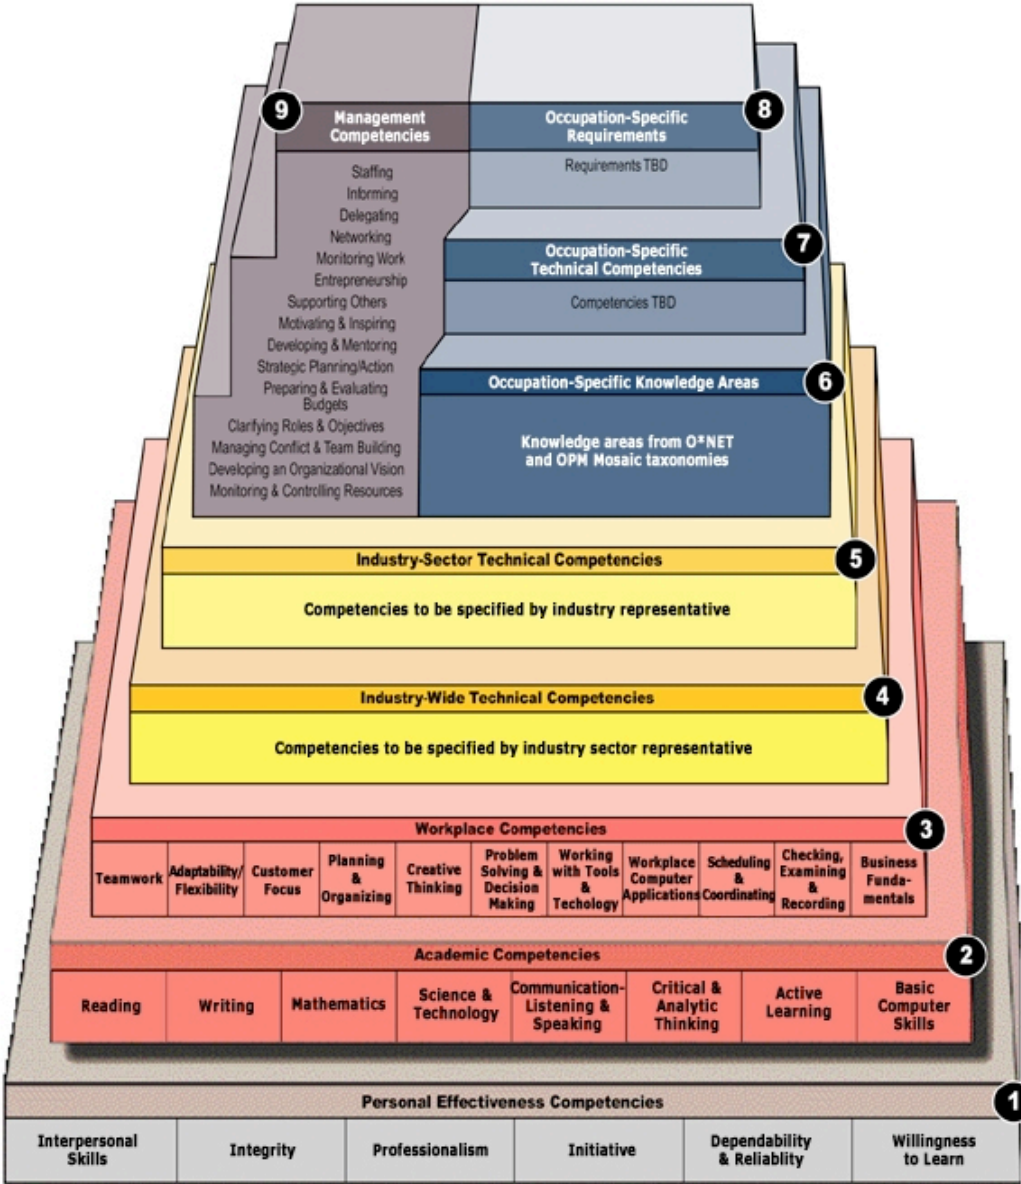 9
Management
Competencies
Staffing
Informing
Delegating
Networking
Monitoring Work
Entrepreneurship
Supporting Others
Motivating & Inspiring
Developing & Mentoring
Strategic Planning/Action
Preparing & Evaluating
Budgets
Clarifying Roles & Objectives
Managing Conflict & Team Building
Developing an Organizational Vision
Monitoring & Controlling Resources
Occupation-Specific
Requirements
8
Requirements TBD
Occupation-Specific
Technical Competencies
7
Competencies TBD
Occupation-Specific Knowledge Areas
6
Knowledge areas from O*NET
and OPM Mosaic taxonomies
Industry-Sector Technical Competencies
5
Competencies to be specified by industry representative
Industry-Wide Technical Competencies
4
Competencies to be specified by industry sector representative
Workplace Competencies
3
Teamwork
Adaptability/
Flexibility
Customer
Focus
Planning
&
Organizing
Creative
Thinking
Problem
Solving &
Decision
Making
Working
with Tools
&
Techology
Workplace
Computer
Applications
Scheduling
&
Coordinating
Checking,
Examining
&
Recording
Business
Funda-
mentals
Academic Competencies
2
Reading
Writing
Mathematics
Science &
Technology
Communication-
Listening &
Speaking
Critical &
Analytic
Thinking
Active
Learning
Basic
Computer
Skills
Personal Effectiveness Competencies
1
Interpersonal
Skills
Integrity
Professionalism
Initiative
Dependability
& Reliablity
Willingness
to Learn